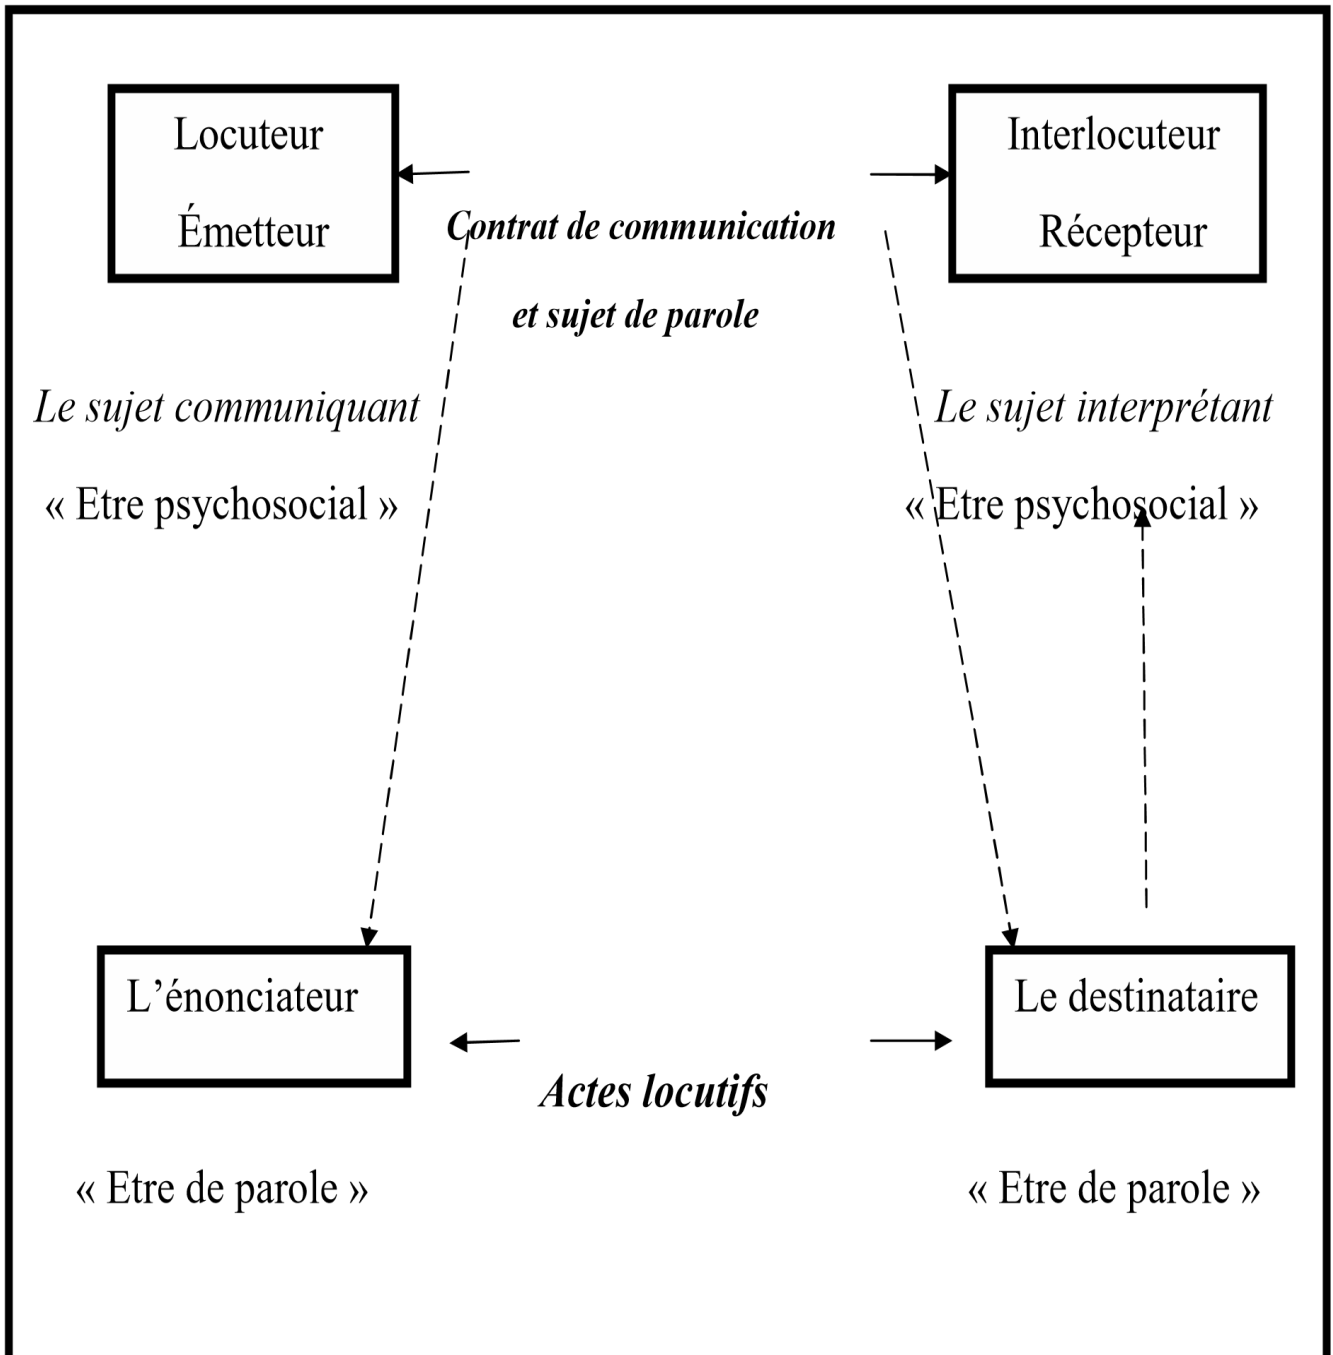 Locuteur
Émetteur
Interlocuteur
Récepteur
Contrat de communication
et sujet de parole
Le sujet communiquant
« Etre psychosocial »
Le sujet interprétant
« Etre psychosocial »
L’énonciateur
Le destinataire
Actes locutifs
« Etre de parole »
« Etre de parole »